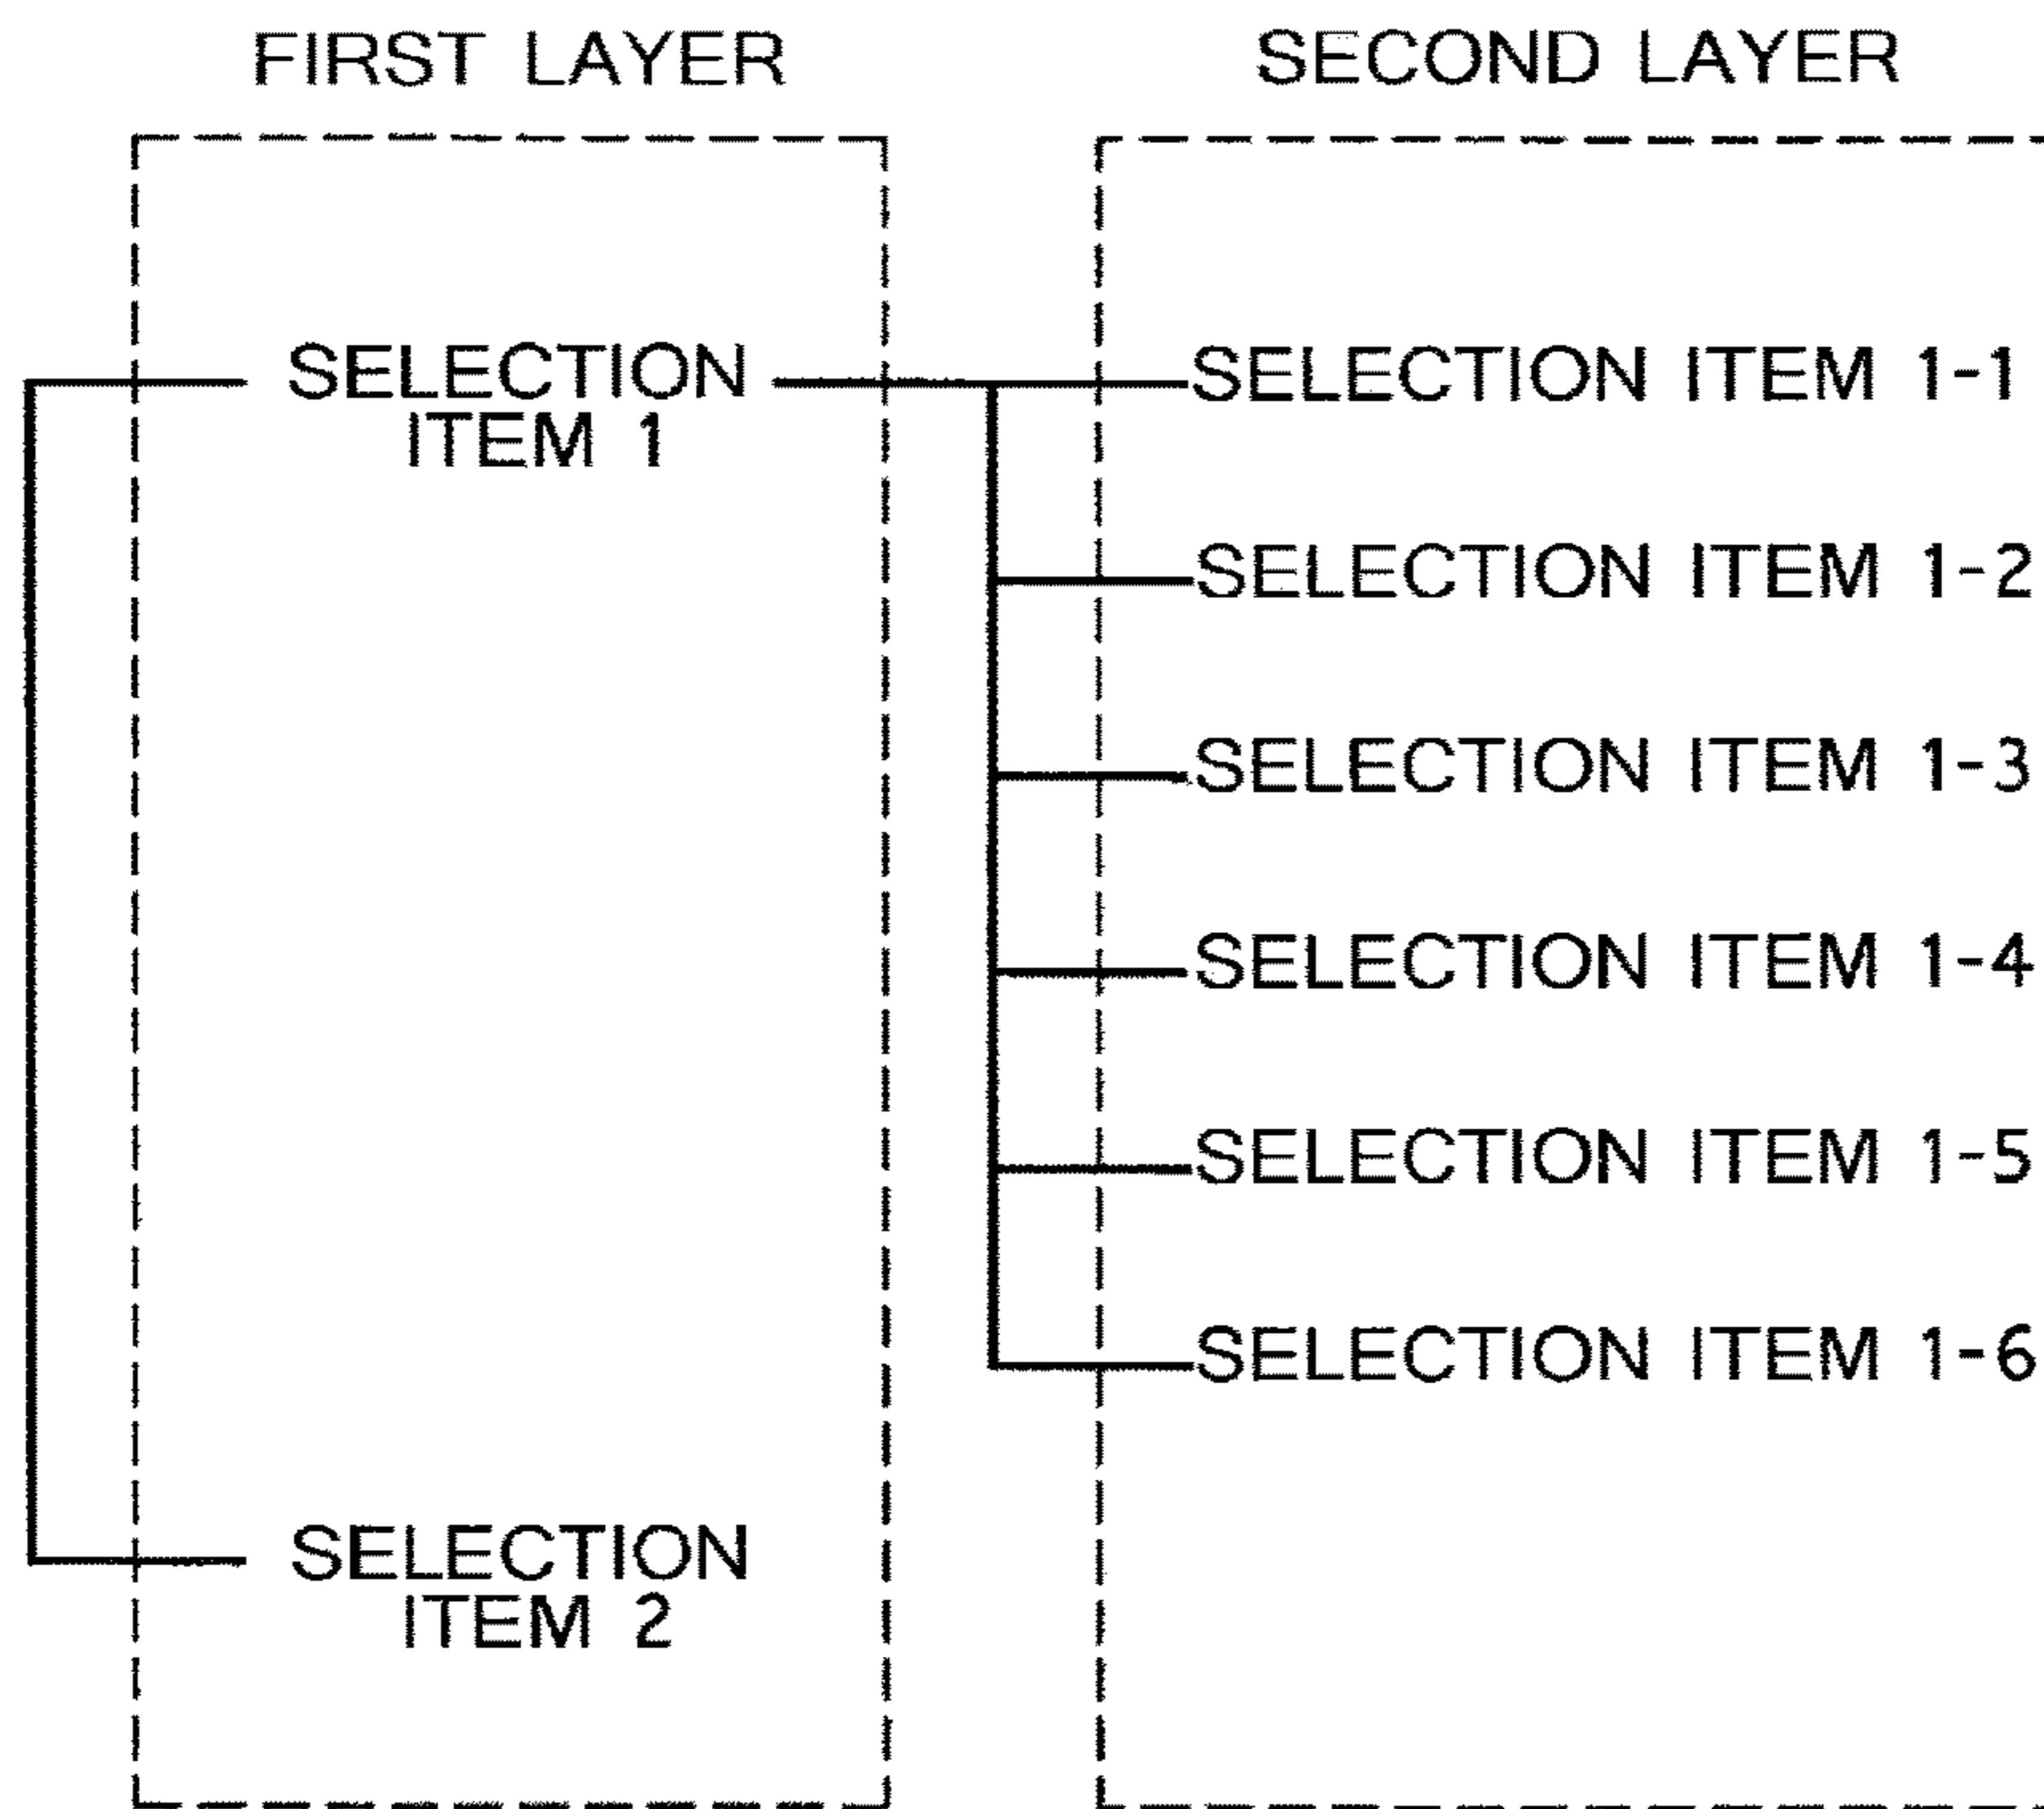 FIRST LAYER
SECOND LAYER
SELECTION
ITEM 1
SELECTION ITEM 1-1
SELECTION ITEM 1-2
SELECTION ITEM 1-3
SELECTION ITEM 1-4
SELECTION ITEM 1-5
SELECTION ITEM 1-6
SELECTION
ITEM 2